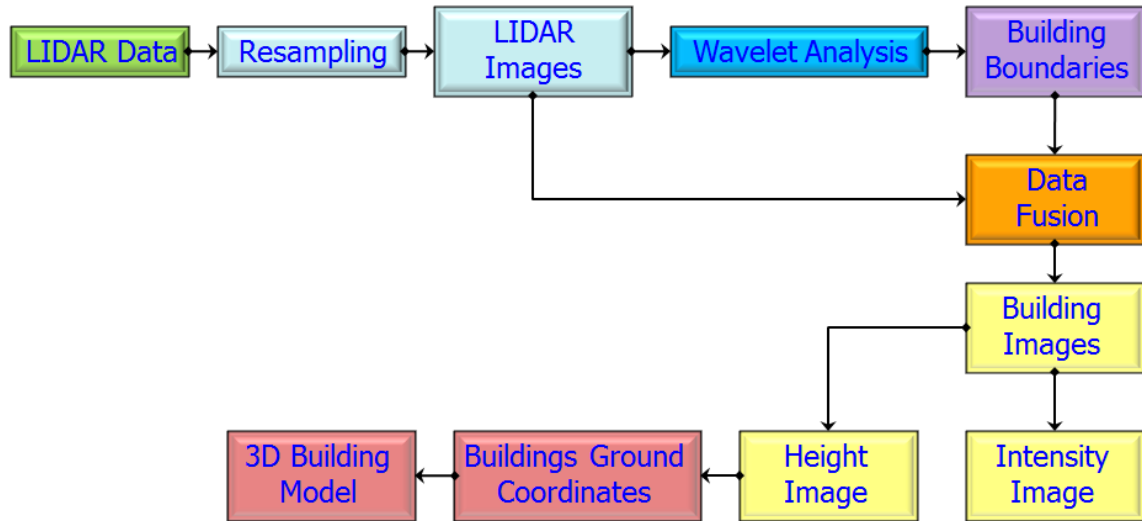 LIDAR Data
Resampling
LIDAR
Images
Wavelet Analysis
Building
Boundaries
Data
Fusion
Building
Images
3D Building
Model
Buildings Ground
Coordinates
Height
Image
Intensity
Image